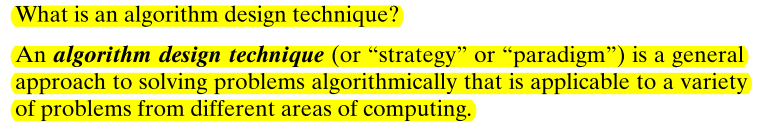 What is an algorithm design technique?
An algorithm design technique (or “strategy” or “paradigm”) is a general
approach to solving problems algorithmically that is applicable to a variety
of problems from different areas of computing.